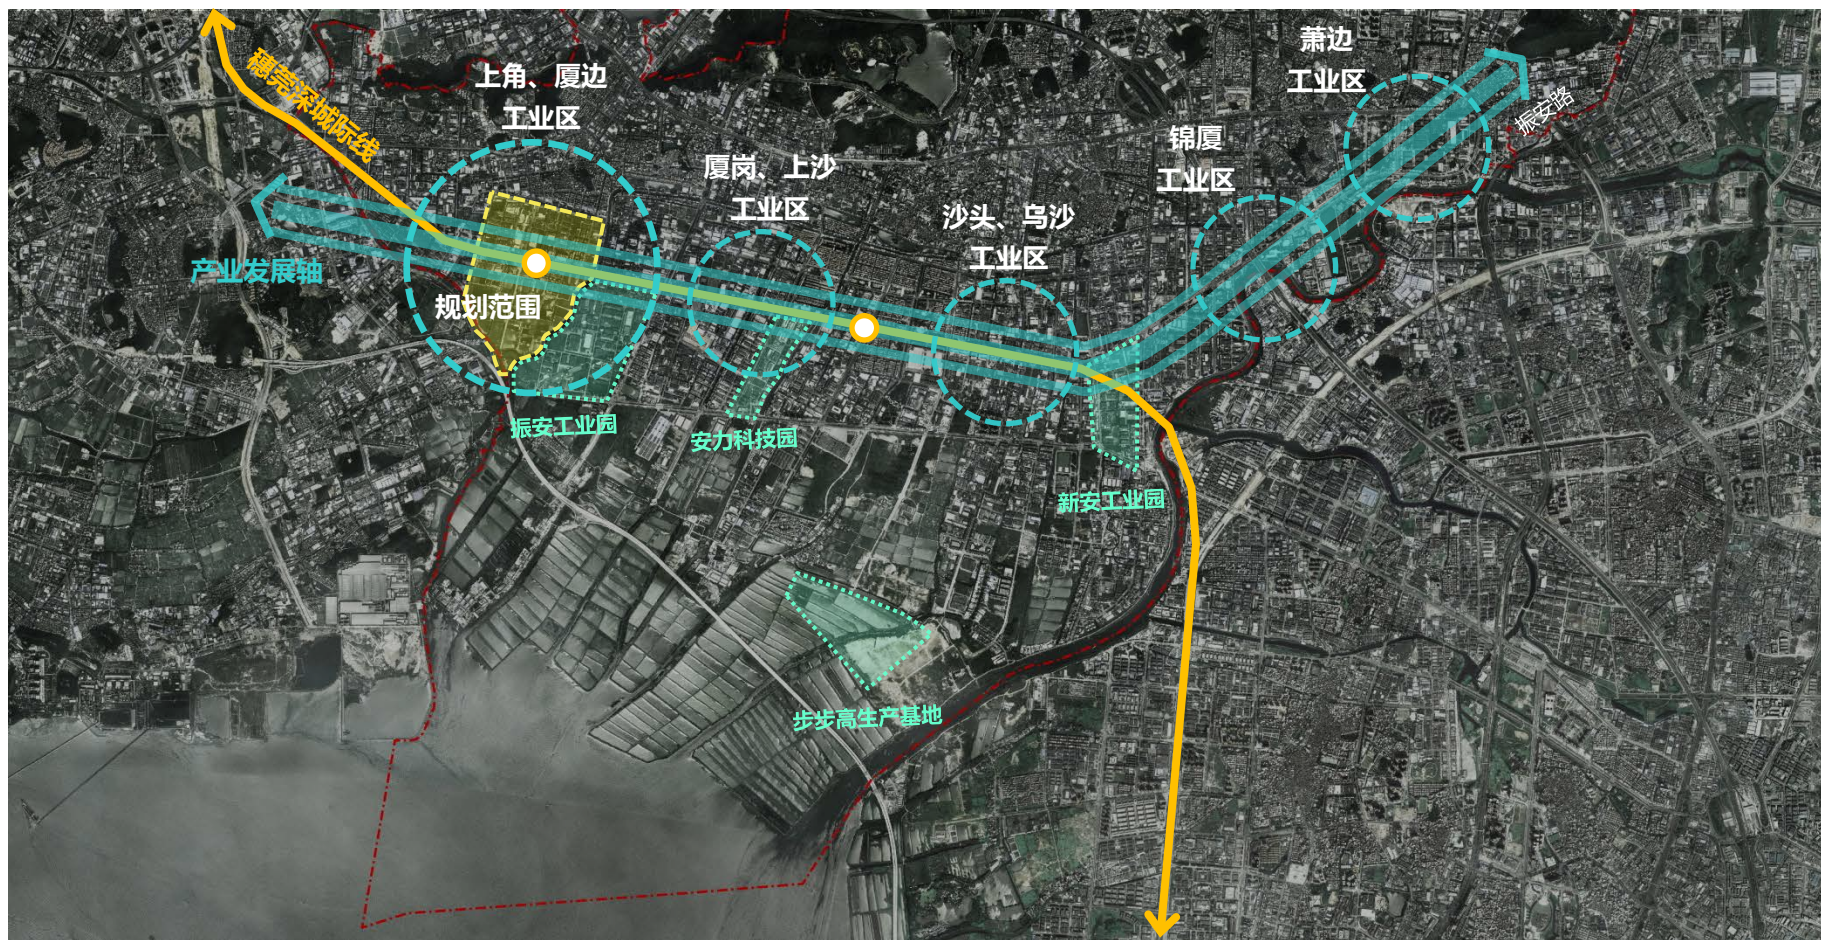 萧边
工业区
穗莞深城际线
上角、厦边
工业区
振安路
锦厦
工业区
厦岗、上沙
工业区
沙头、乌沙
工业区
产业发展轴
规划范围
振安工业园
安力科技园
新安工业园
步步高生产基地